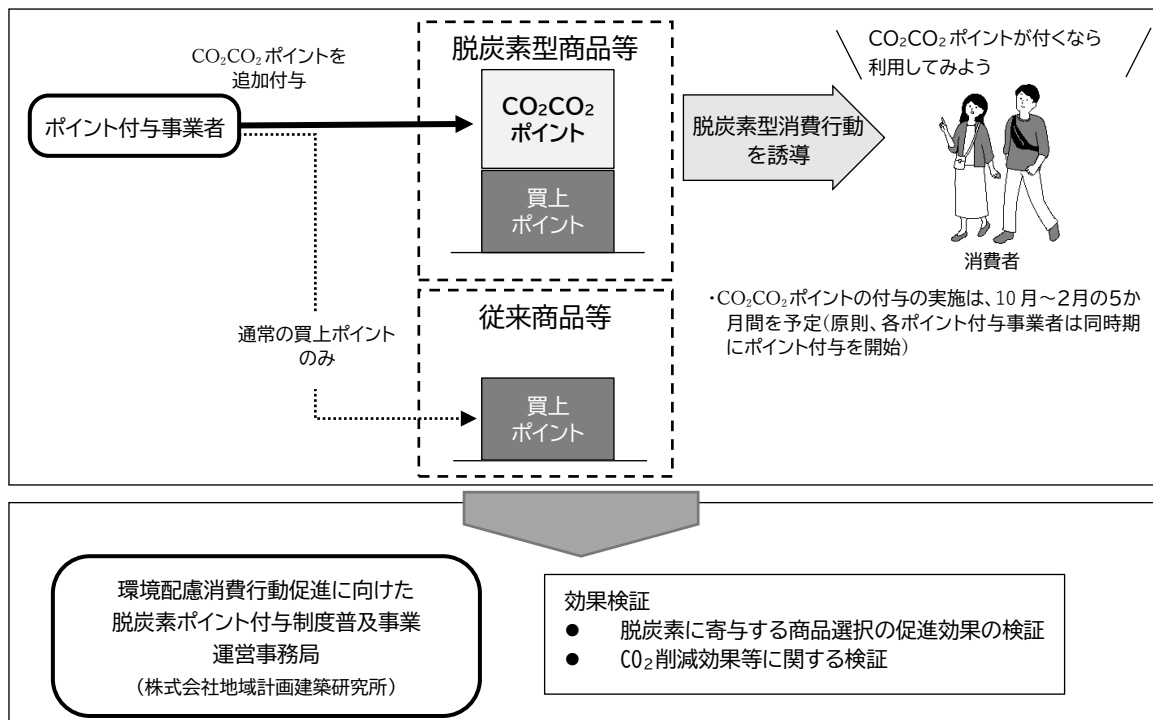 CO₂CO₂ポイントを
追加付与
ポイント付与事業者
通常の買上ポイント
のみ
脱炭素型商品等
CO₂CO₂
ポイント
買上
ポイント
従来商品等
買上
ポイント
脱炭素型消費行動
を誘導
CO₂CO₂ポイントが付くなら
利用してみよう
消費者
・CO₂CO₂ポイントの付与の実施は、10月～2月の5か
月間を予定(原則、各ポイント付与事業者は同時期
にポイント付与を開始)
環境配慮消費行動促進に向けた
脱炭素ポイント付与制度普及事業
運営事務局
(株式会社地域計画建築研究所)
効果検証
● 脱炭素に寄与する商品選択の促進効果の検証
● CO₂削減効果等に関する検証